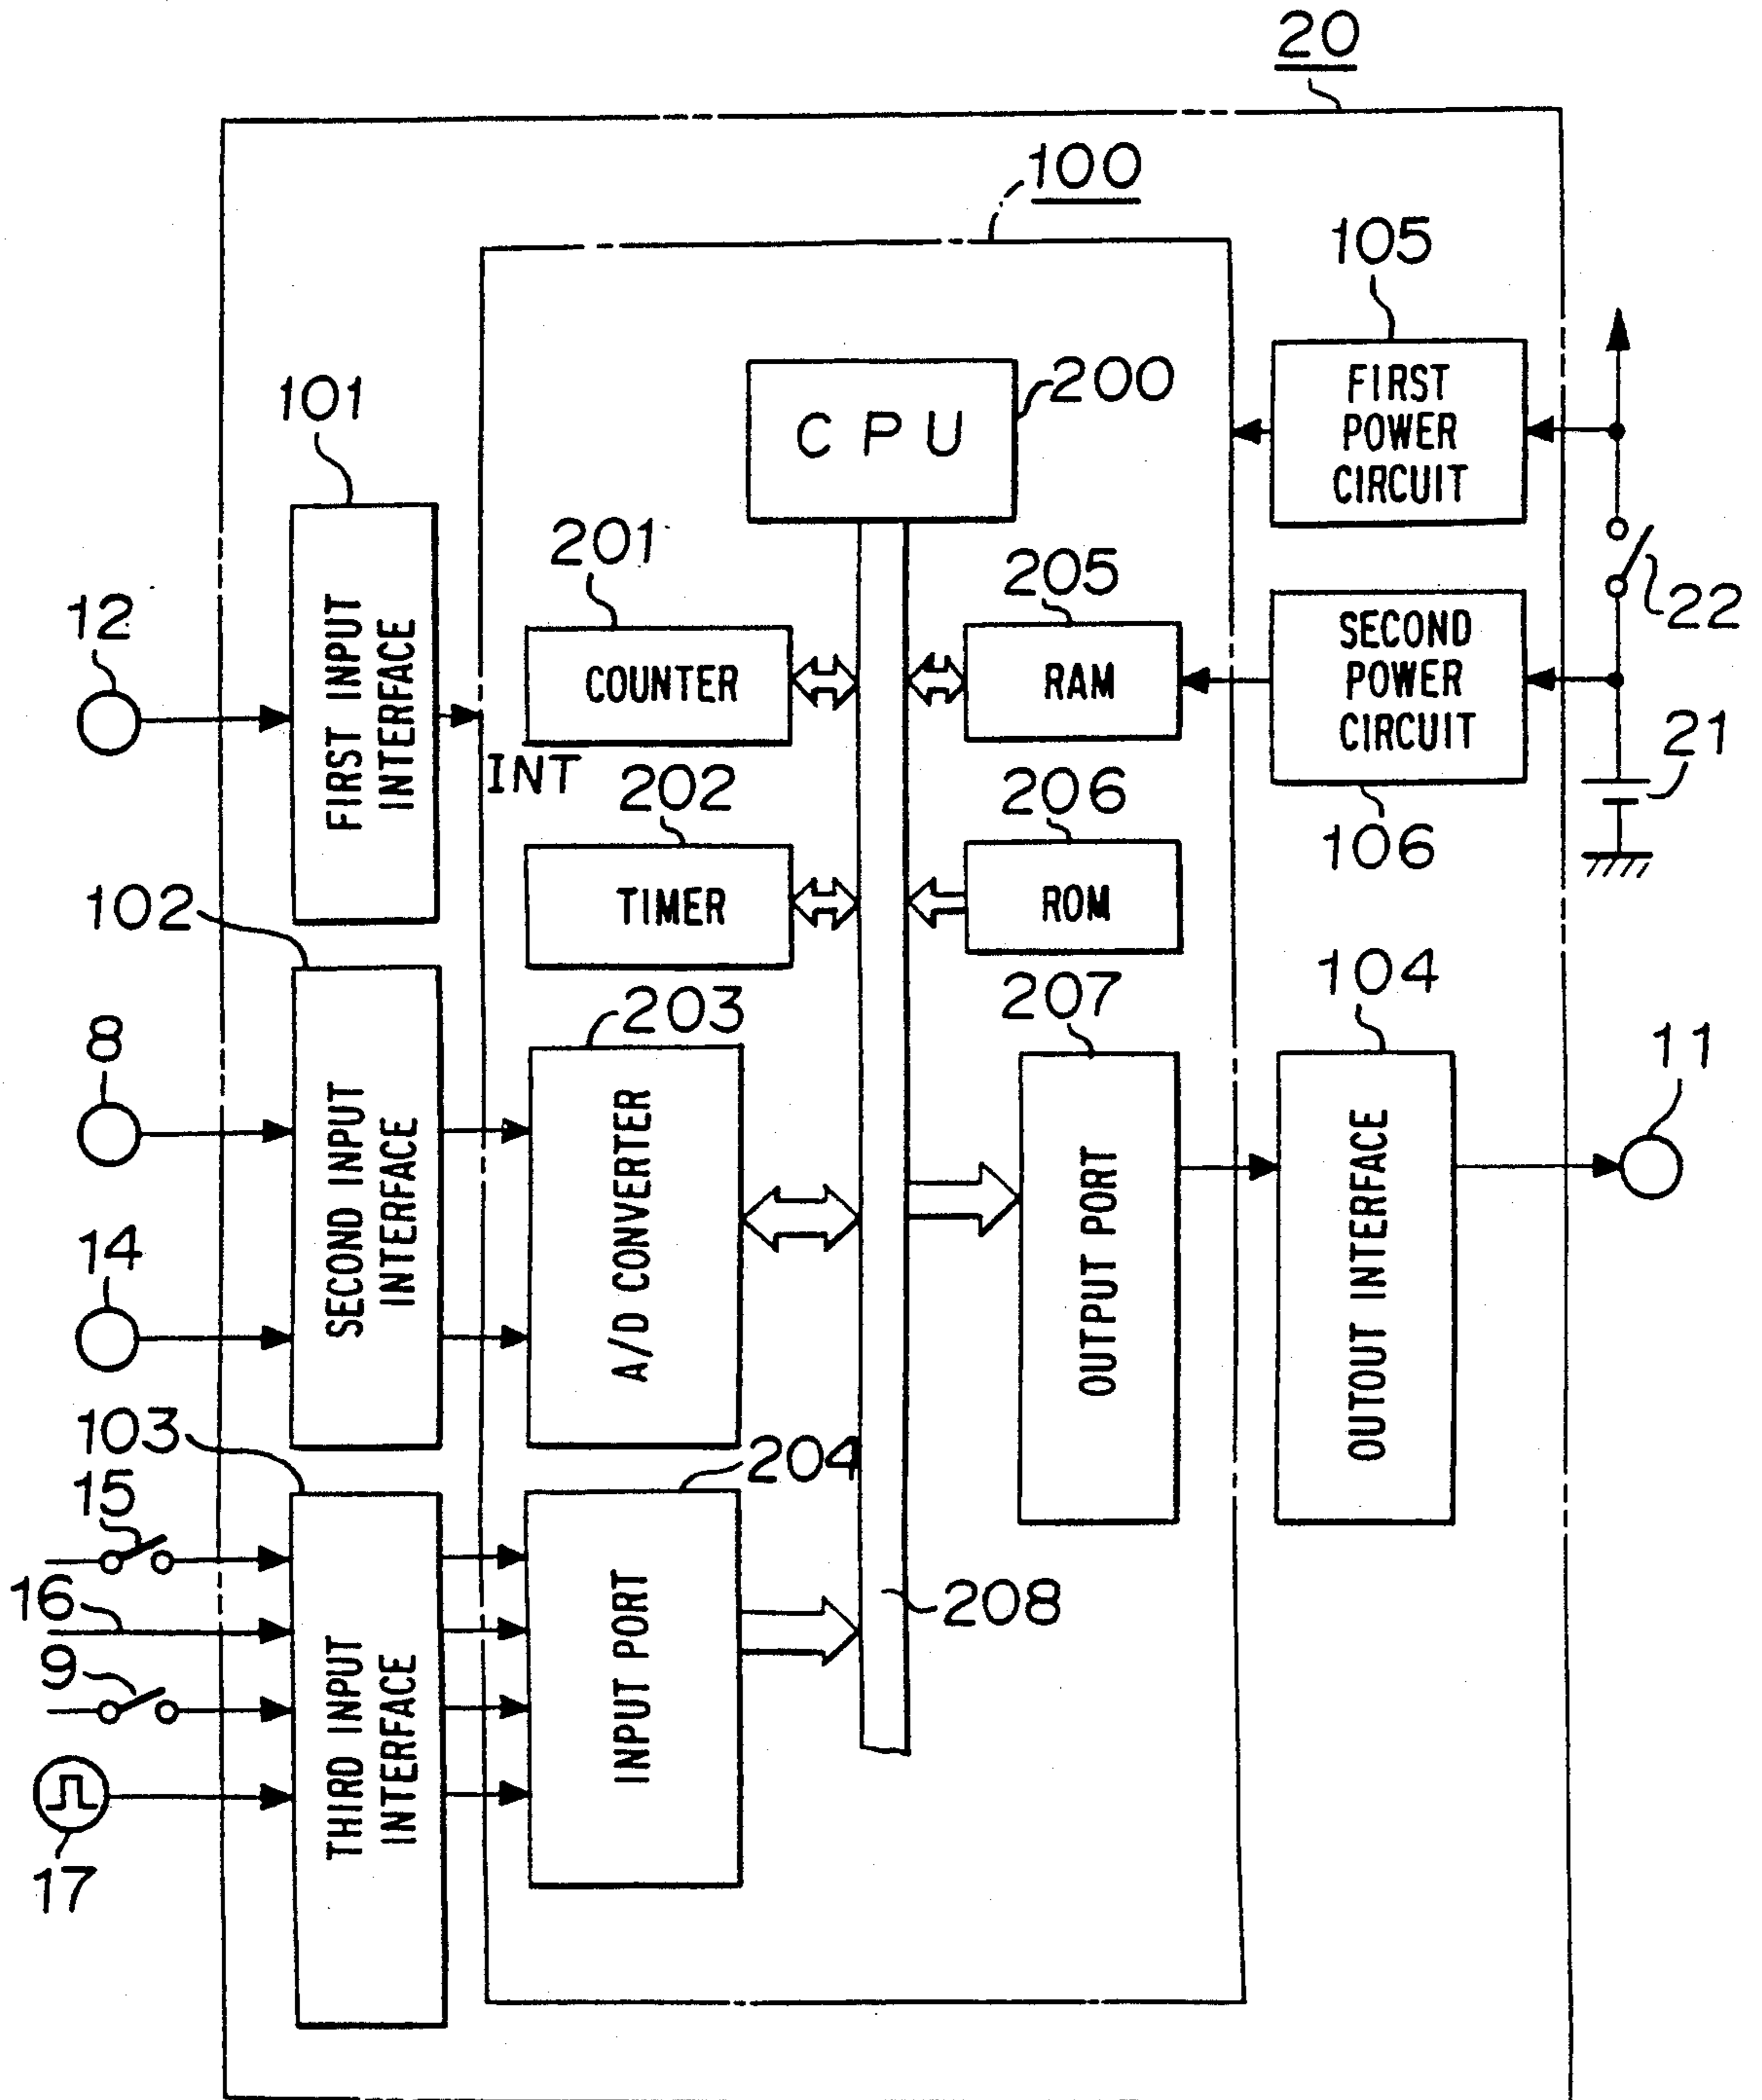 20
100
105
FIRST
POWER
CIRCUIT
200
C P U
101
FIRST INPUT
INTERFACE
201
COUNTER
205
RAM
SECOND
POWER
CIRCUIT
22
12
INT
21
202
TIMER
206
ROM
106
102
SECOND INPUT
INTERFACE
8
203
A/D CONVERTER
207
OUTPUT PORT
104
OUTOUT INTERFACE
11
14
103
THIRD INPUT
INTERFACE
204
INPUT PORT
15
16
208
9
17